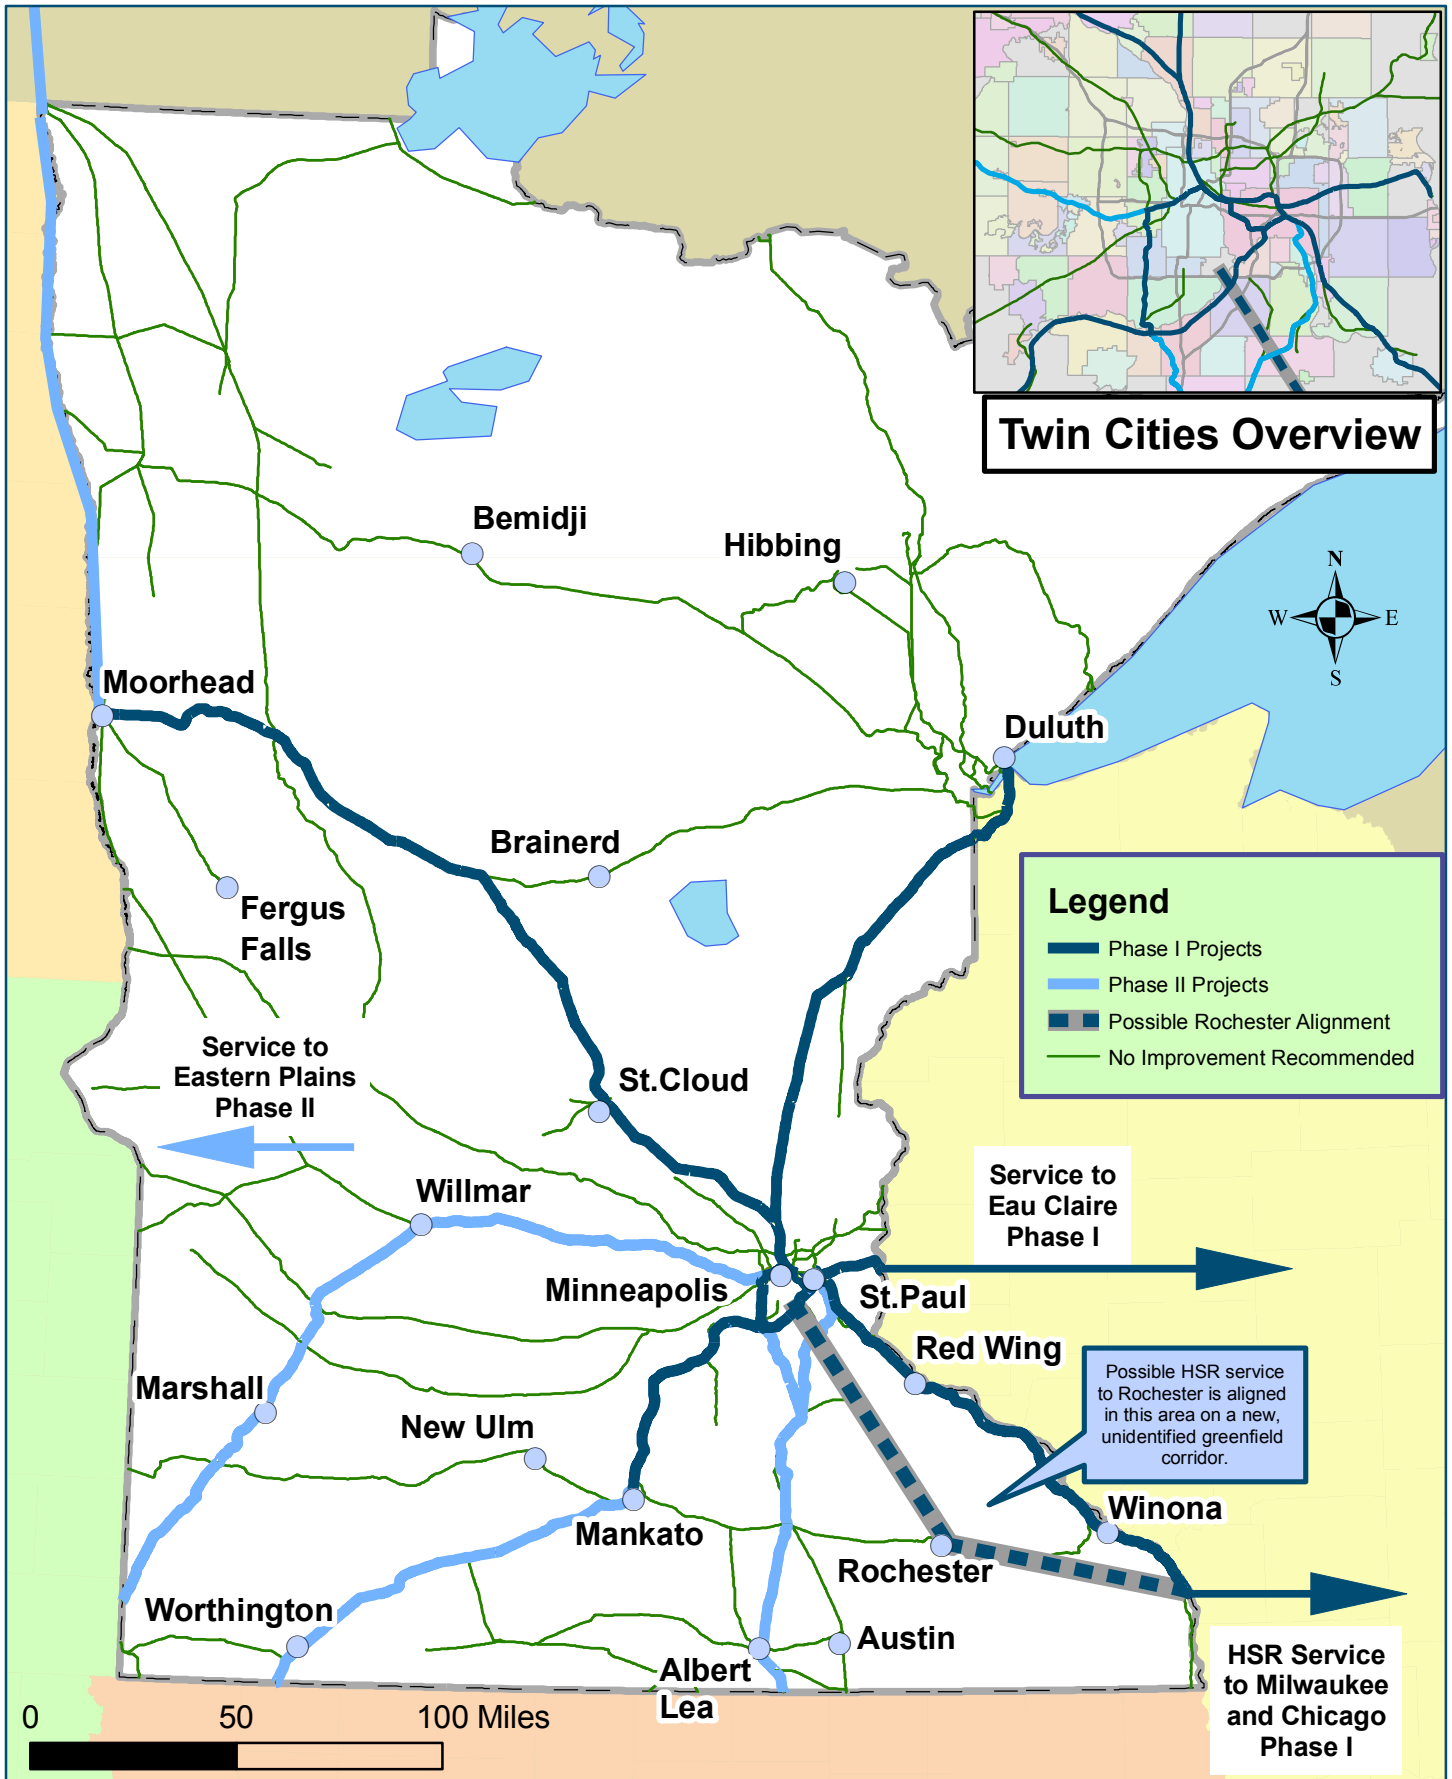 Twin Cities Overview
Bemidji
Hibbing
N
W
E
S
Moorhead
Duluth
Brainerd
Fergus
Falls
Legend
Phase I Projects
Phase II Projects
Possible Rochester Alignment
No Improvement Recommended
Service to
Eastern Plains
Phase II
St.Cloud
Service to
Eau Claire
Phase I
Willmar
Minneapolis
St.Paul
Red Wing
Possible HSR service
to Rochester is aligned
in this area on a new,
unidentified greenfield
corridor.
Marshall
New Ulm
Winona
Mankato
Rochester
Worthington
Austin
Albert
Lea
HSR Service
to Milwaukee
and Chicago
Phase I
0 50 100 Miles